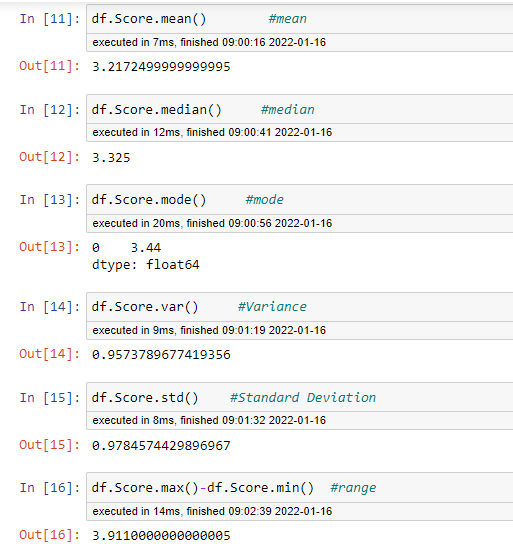 In [11]: df.Score.mean() #mean
executed in 7ms, finished 09:00:16 2022-01-16
Out[11]: 3.2172499999999995
In [12]: df.Score.median() #median
executed in 12ms, finished 09:00:41 2022-01-16
Out[12]: 3.325
In [13]: df.Score.mode() #mode
executed in 20ms, finished 09:00:56 2022-01-16
Out[13]: 0 3.44
dtype: float64
In [14]: df.Score.var() #Variance
executed in 9ms, finished 09:01:19 2022-01-16
Out[14]: 0.9573789677419356
In [15]: df.Score.std() #Standard Deviation
executed in 8ms, finished 09:01:32 2022-01-16
Out[15]: 0.9784574429896967
In [16]: df.Score.max()-df.Score.min() #range
executed in 14ms, finished 09:02:39 2022-01-16
Out[16]: 3.9110000000000005